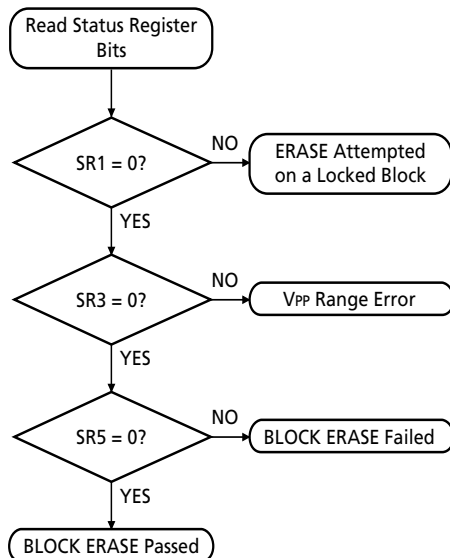 Read Status Register
Bits
SR1 = 0?
NO
ERASE Attempted
on a Locked Block
YES
SR3 = 0?
NO
VPP Range Error
YES
SR5 = 0?
NO
BLOCK ERASE Failed
YES
BLOCK ERASE Passed